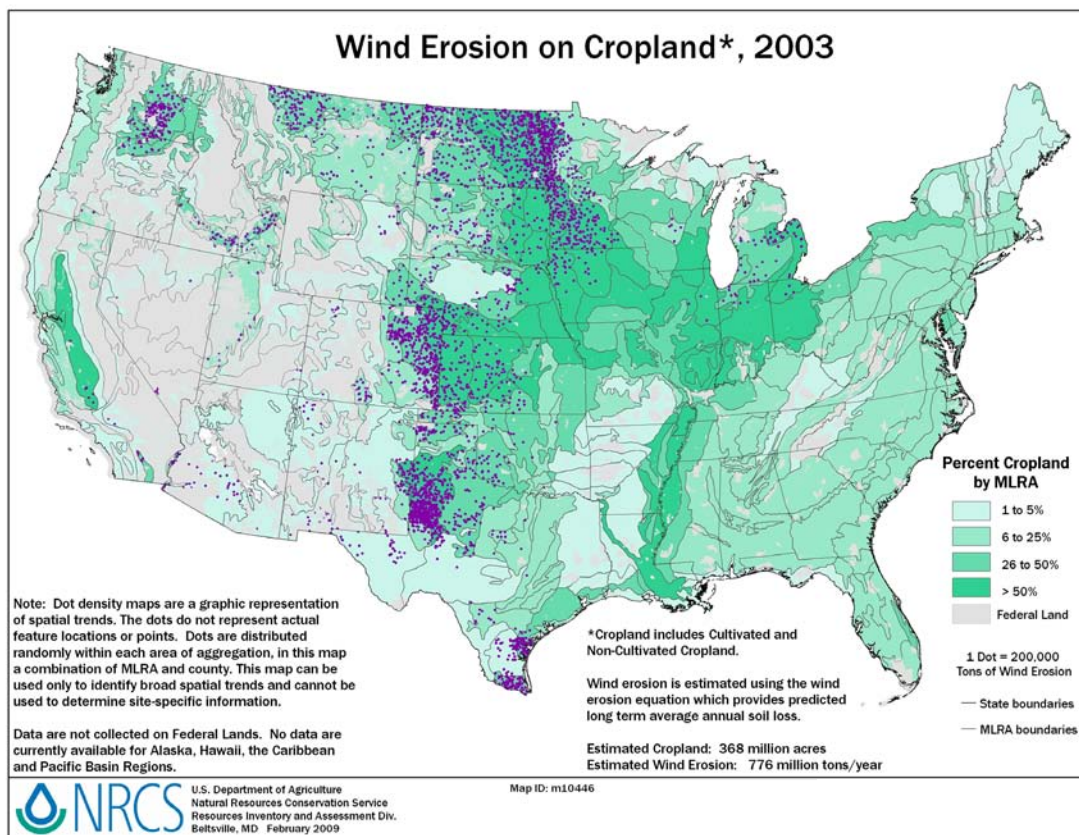 Wind Erosion on Cropland*, 2003
Percent Cropland
by MLRA
1 to 5%
6 to 25%
26 to 50%
> 50%
Federal Land
1 Dot = 200,000
Tons of Wind Erosion
State boundaries
MLRA boundaries
Note: Dot density maps are a graphic representation
of spatial trends. The dots do not represent actual
feature locations or points. Dots are distributed
randomly within each area of aggregation, in this map
a combination of MLRA and county. This map can be
used only to identify broad spatial trends and cannot be
used to determine site-specific information.
Data are not collected on Federal Lands. No data are
currently available for Alaska, Hawaii, the Caribbean
and Pacific Basin Regions.
*Cropland includes Cultivated and
Non-Cultivated Cropland.
Wind erosion is estimated using the wind
erosion equation which provides predicted
long term average annual soil loss.
Estimated Cropland: 368 million acres
Estimated Wind Erosion: 776 million tons/year
NRCS
U.S. Department of Agriculture
Natural Resources Conservation Service
Resources Inventory and Assessment Div.
Beltsville, MD February 2009
Map ID: m10446